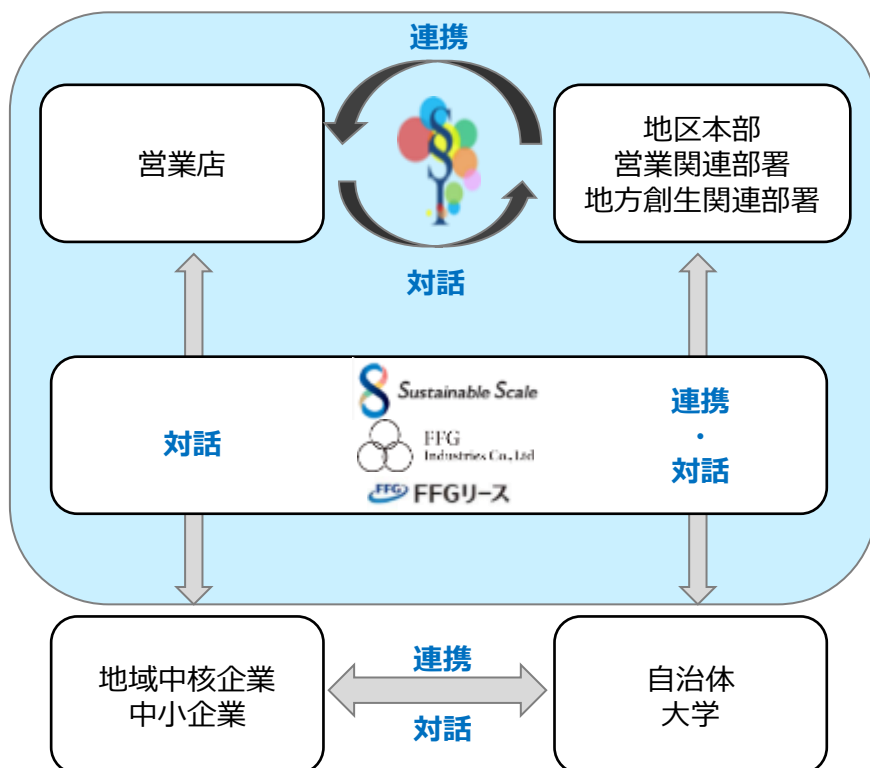 連携
営業店
地区本部
営業関連部署
地方創生関連部署
SSIY
対話
Sustainable Scale
対話
FFG
Industries Co., Ltd
FFG FFGリース
連携
・
対話
地域中核企業
中小企業
連携
対話
自治体
大学